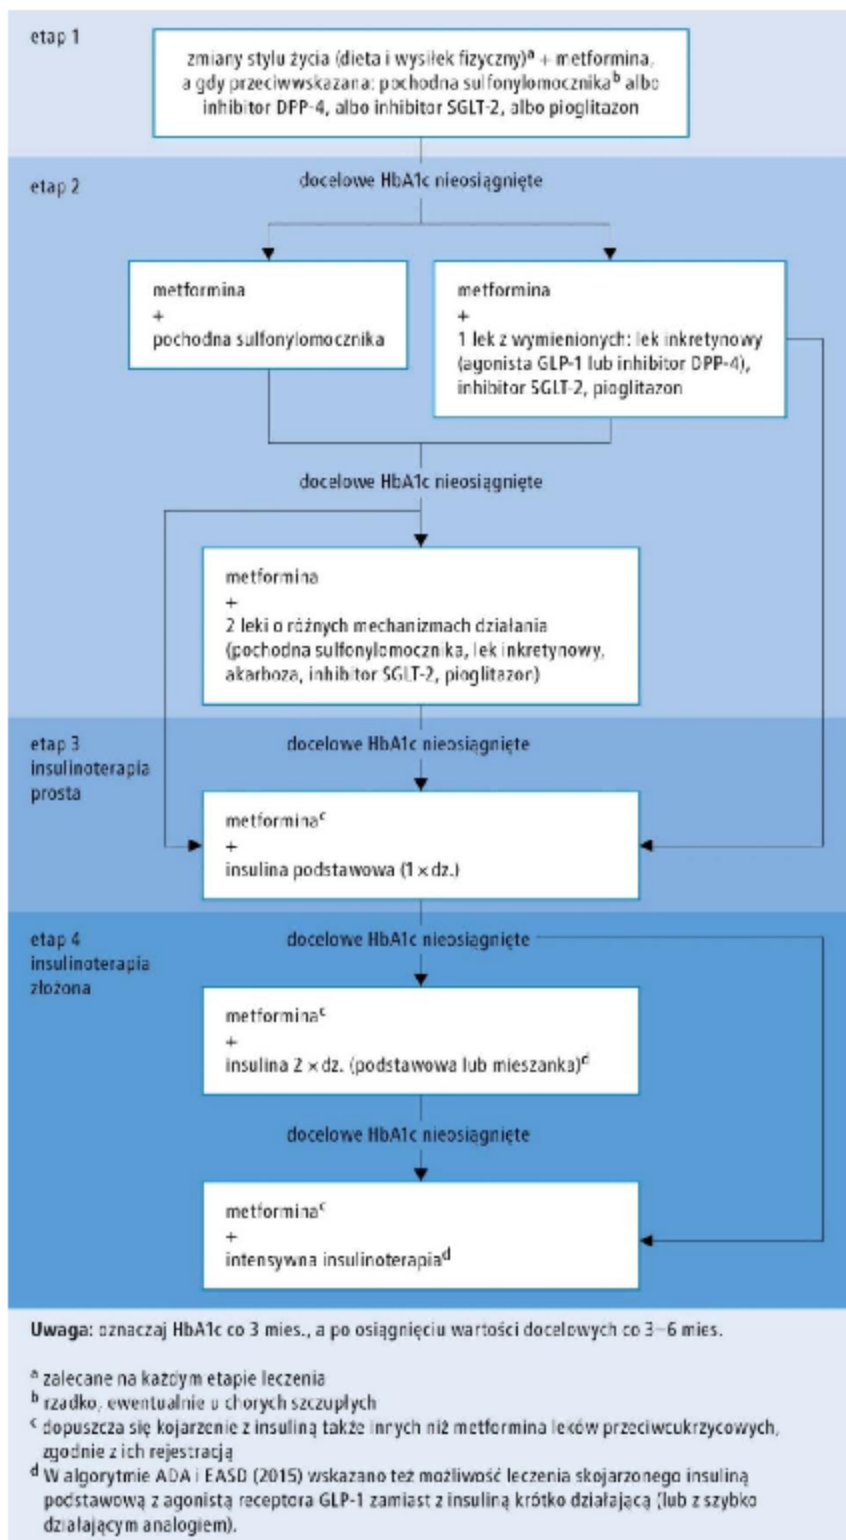 etap 1
zmiany stylu życia (dieta i wysiłek fizyczny)a + metformina,
a gdy przeciwwskazana: pochodna sulfonylomocznikab albo
inhibitor DPP-4, albo inhibitor SGLT-2, albo pioglitazon
etap 2
docelowe HbA1c nieosiągnięte
metformina
+
pochodna sulfonylomocznika
metformina
+
1 lek z wymienionych: lek inkretynowy
(agonista GLP-1 lub inhibitor DPP-4),
inhibitor SGLT-2, pioglitazon
docelowe HbA1c nieosiągnięte
metformina
+
2 leki o różnych mechanizmach działania
(pochodna sulfonylomocznika, lek inkretynowy,
akarboza, inhibitor SGLT-2, pioglitazon)
etap 3
insulinoterapia
prosta
docelowe HbA1c nieosiągnięte
metforminac
+
insulina podstawowa (1 × dz.)
etap 4
insulinoterapia
złożona
docelowe HbA1c nieosiągnięte
metforminac
+
insulina 2 × dz. (podstawowa lub mieszanka)d
docelowe HbA1c nieosiągnięte
metforminac
+
intensywna insulinoterapiad
Uwaga: oznaczaj HbA1c co 3 mies., a po osiągnięciu wartości docelowych co 3–6 mies.
a zalecane na każdym etapie leczenia
b rzadko, ewentualnie u chorych szczupłych
c dopuszcza się kojarzenie z insuliną także innych niż metformina leków przeciwcukrzycowych,
zgodnie z ich rejestracją
d W algorytmie ADA i EASD (2015) wskazano też możliwość leczenia skojarzonego insuliną
podstawową z agonistą receptora GLP-1 zamiast z insuliną krótko działającą (lub z szybko
działającym analogiem).